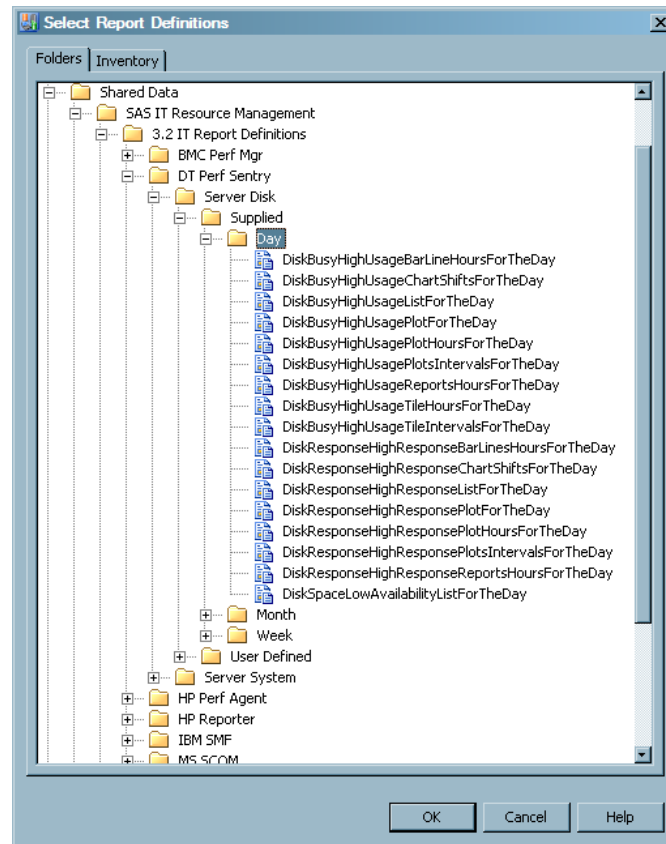 Select Report Definitions
Folders Inventory
Shared Data
SAS IT Resource Management
3.2 IT Report Definitions
BMC Perf Mgr
DT Perf Sentry
Server Disk
Supplied
Day
DiskBusyHighUsageBarLineHoursForTheDay
DiskBusyHighUsageChartShiftsForTheDay
DiskBusyHighUsageListForTheDay
DiskBusyHighUsagePlotForTheDay
DiskBusyHighUsagePlotHoursForTheDay
DiskBusyHighUsagePlotsIntervalsForTheDay
DiskBusyHighUsageReportsHoursForTheDay
DiskBusyHighUsageTileHoursForTheDay
DiskBusyHighUsageTileIntervalsForTheDay
DiskResponseHighResponseBarLinesHoursForTheDay
DiskResponseHighResponseChartShiftsForTheDay
DiskResponseHighResponseListForTheDay
DiskResponseHighResponsePlotForTheDay
DiskResponseHighResponsePlotHoursForTheDay
DiskResponseHighResponsePlotsIntervalsForTheDay
DiskResponseHighResponseReportsHoursForTheDay
DiskSpaceLowAvailabilityListForTheDay
Month
Week
User Defined
Server System
HP Perf Agent
HP Reporter
IBM SMF
MS SCOM
OK Cancel Help